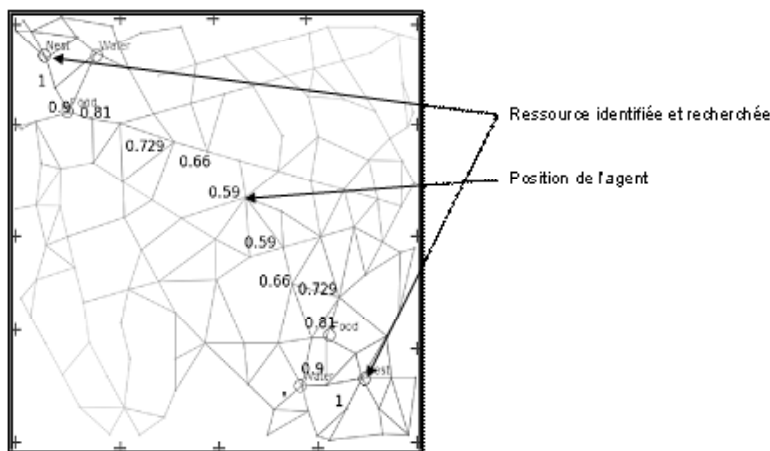 Nest Water
1
0.9 Food
0.81
0.729
0.66
0.59
0.59
0.66
0.729
0.81
Food
0.9
Water
1
Ressource identifiée et recherchée
Position de l'agent